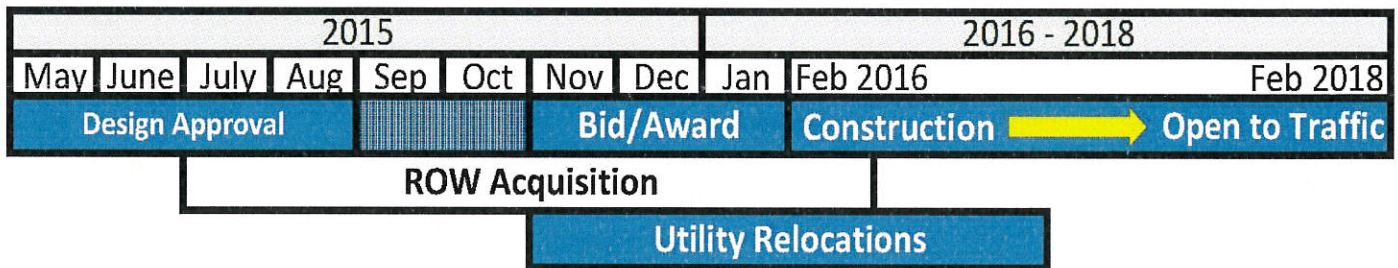 2015 2016 - 2018
May June July Aug Sep Oct Nov Dec Jan Feb 2016 Feb 2018
Design Approval Bid/Award Construction Open to Traffic
ROW Acquisition
Utility Relocations